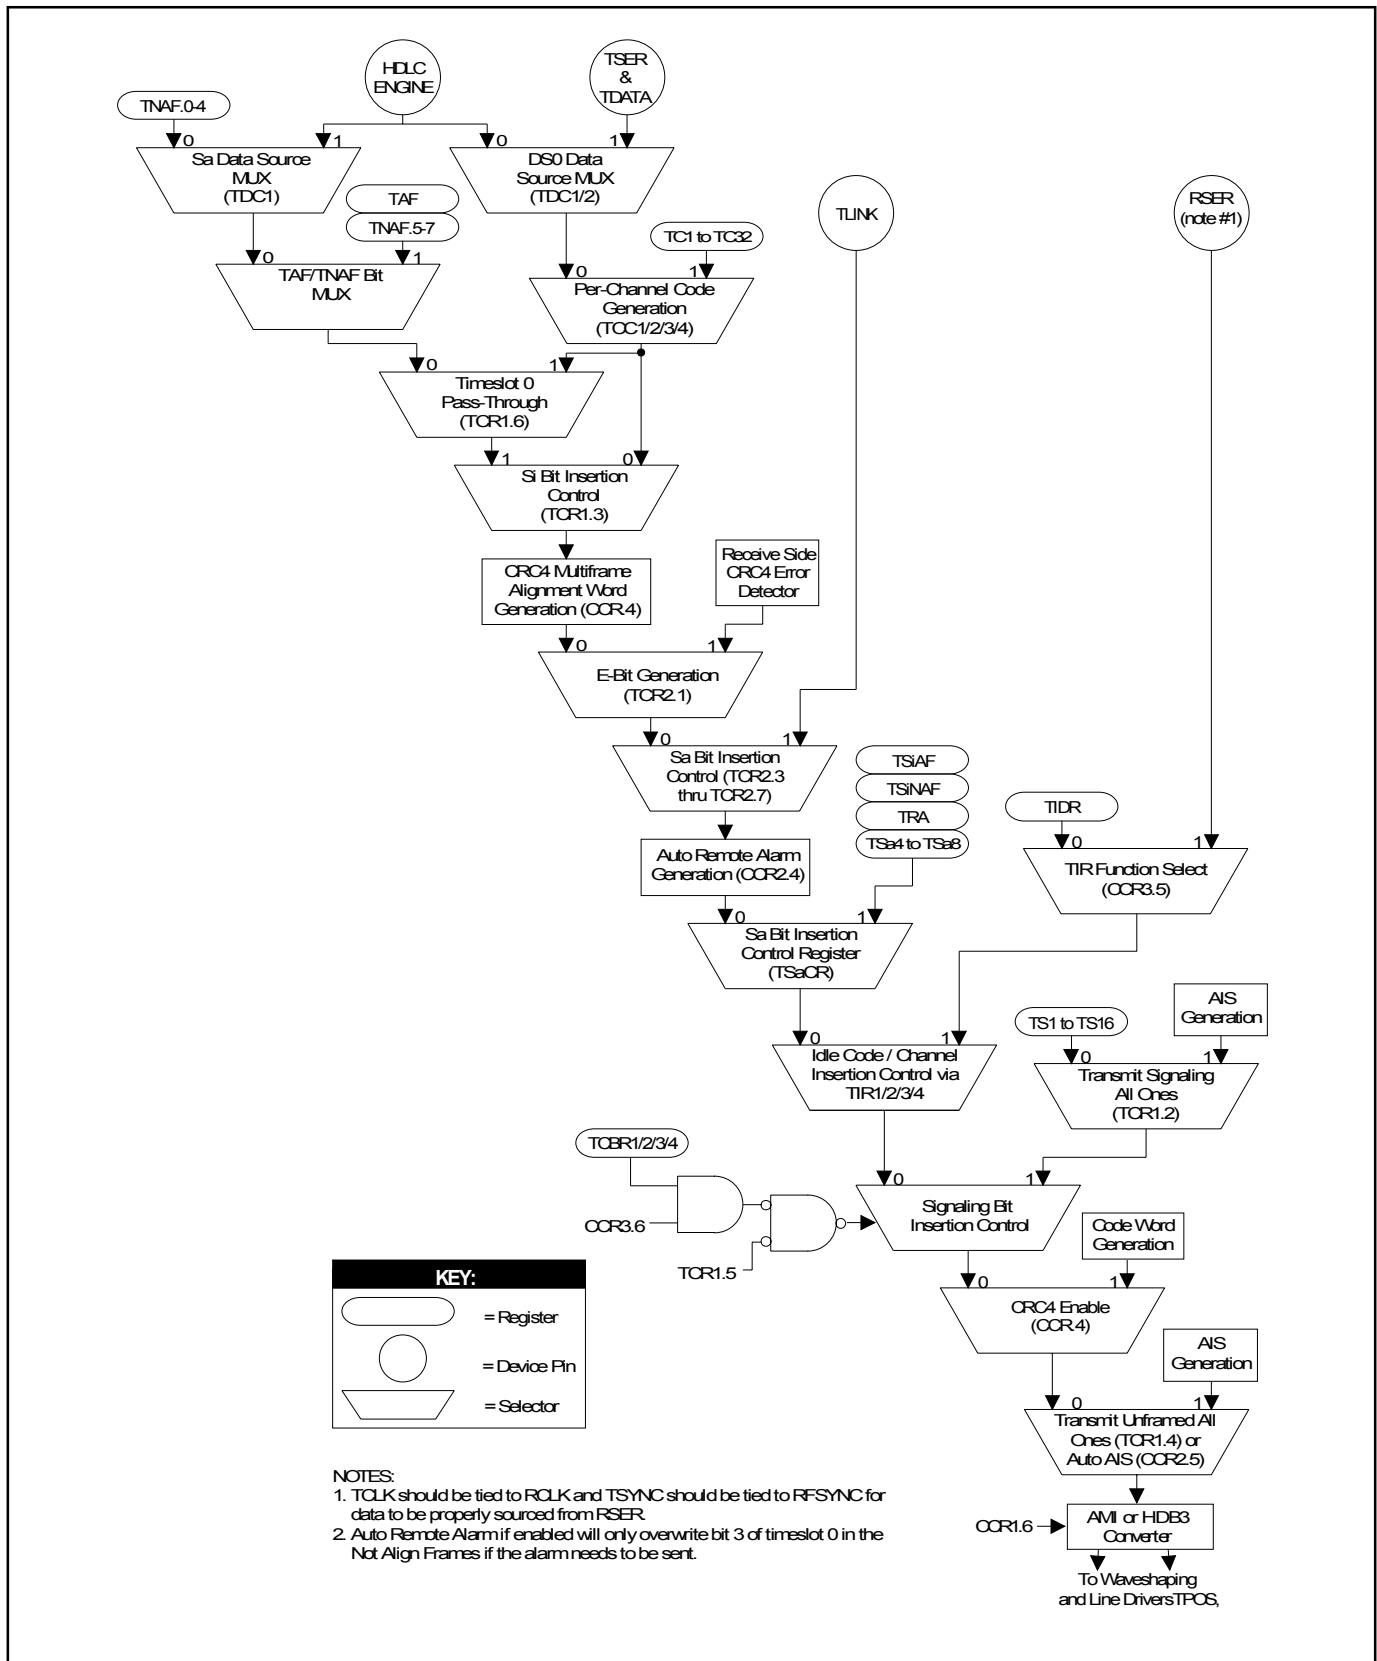 HDLC
ENGINE
TSER
&
TDATA
TNAF.0-4
0
1
0
1
Sa Data Source
MUX
(TDC1)
DS0 Data
Source MUX
(TDC1/2)
TAF
TNAF.5-7
TLINK
RSER
(note #1)
TC1 to TC32
0
1
0
1
TAF/TNAF Bit
MUX
Per-Channel Code
Generation
(TCC1/2/3/4)
0
1
Timeslot 0
Pass-Through
(TCR1.6)
1
0
Si Bit Insertion
Control
(TCR1.3)
CRC4 Multiframe
Alignment Word
Generation (CCR.4)
Receive Side
CRC4 Error
Detector
0
1
E-Bit Generation
(TCR2.1)
0
1
Sa Bit Insertion
Control (TCR2.3
thru TCR2.7)
TSiAF
TSiNAF
TRA
TSa4 to TSa8
TIDR
0
1
Auto Remote Alarm
Generation (CCR2.4)
TIR Function Select
(CCR3.5)
0
1
Sa Bit Insertion
Control Register
(TSaCR)
TS1 to TS16
AIS
Generation
0
1
0
1
Idle Code / Channel
Insertion Control via
TIR1/2/3/4
Transmit Signaling
All Ones
(TCR1.2)
TCBR1/2/3/4
CCR3.6
TCR1.5
0
1
Signaling Bit
Insertion Control
Code Word
Generation
0
1
CRC4 Enable
(CCR.4)
AIS
Generation
0
1
Transmit Unframed All
Ones (TCR1.4) or
Auto AIS (CCR2.5)
CCR1.6
AMI or HDB3
Converter
To Waveshaping
and Line DriversTPOS,
KEY:
= Register
= Device Pin
= Selector
NOTES:
1. TCLK should be tied to RCLK and TSYNC should be tied to RFSYNC for
data to be properly sourced from RSER.
2. Auto Remote Alarm if enabled will only overwrite bit 3 of timeslot 0 in the
Not Align Frames if the alarm needs to be sent.